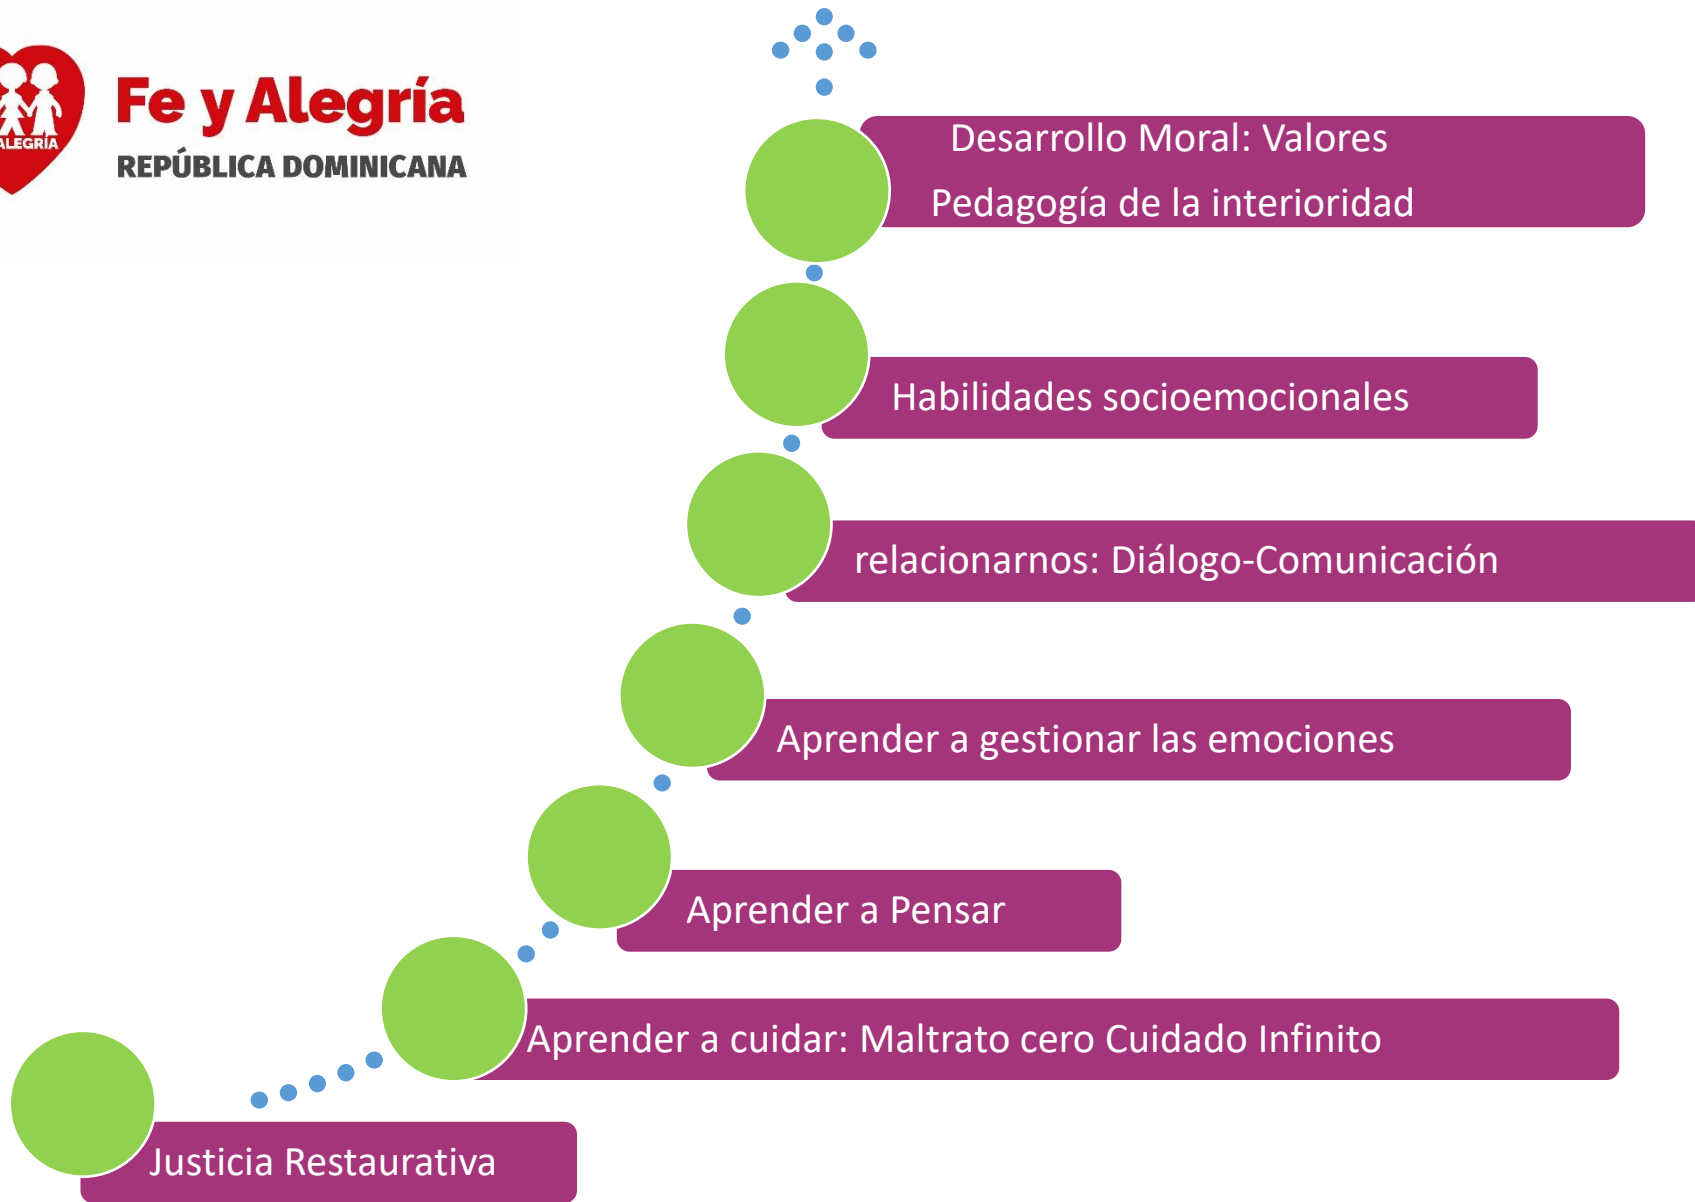 ALEGRÍA
Fe y Alegría
REPÚBLICA DOMINICANA
Desarrollo Moral: Valores
Pedagogía de la interioridad
Habilidades socioemocionales
relacionarnos: Diálogo-Comunicación
Aprender a gestionar las emociones
Aprender a Pensar
Aprender a cuidar: Maltrato cero Cuidado Infinito
Justicia Restaurativa